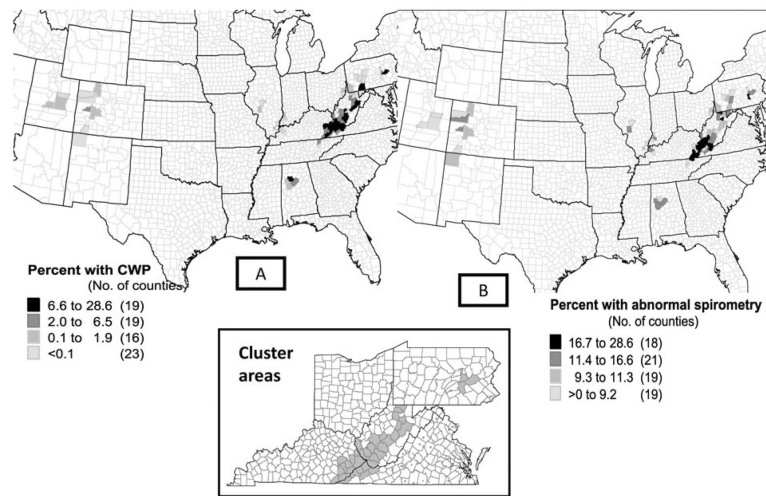 Percent with CWP
(No. of counties)
6.6 to 28.6 (19)
2.0 to 6.5 (19)
0.1 to 1.9 (16)
<0.1 (23)
A
B
Percent with abnormal spirometry
(No. of counties)
16.7 to 28.6 (18)
11.4 to 16.6 (21)
9.3 to 11.3 (19)
>0 to 9.2 (19)
Cluster
areas